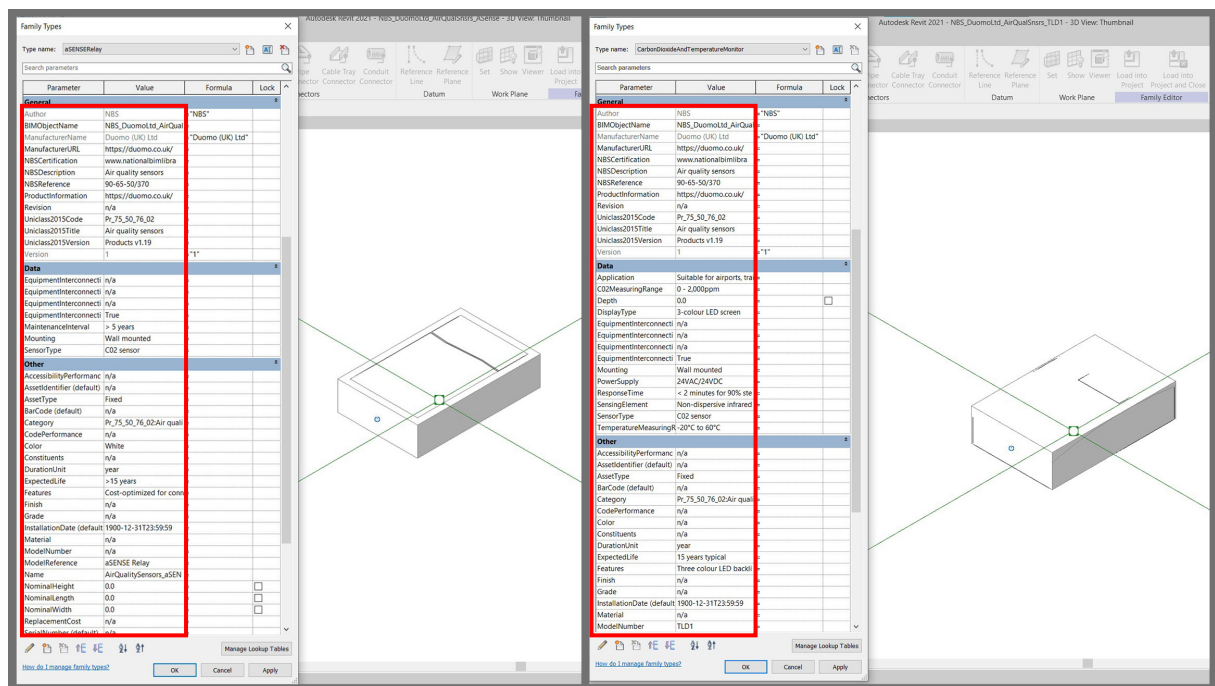 Autodesk Revit 2021 - NBS_DuomoLtd_AirQualSnsrs_ASense - 3D View: Thumbnail
Family Types
Type name: aSENSERelay
Search parameters
Parameter Value Formula Lock
General
Author NBS ="NBS"
BIMObjectName NBS_DuomoLtd_AirQual
ManufacturerName Duomo (UK) Ltd ="Duomo (UK) Ltd"
ManufacturerURL https://duomo.co.uk/
NBSCertification www.nationalbimlibra
NBSDescription Air quality sensors
NBSReference 90-65-50/370
ProductInformation https://duomo.co.uk/
Revision n/a
Uniclass2015Code Pr_75_50_76_02
Uniclass2015Title Air quality sensors
Uniclass2015Version Products v1.19
Version 1 ="1"
Data
EquipmentInterconnecti n/a
EquipmentInterconnecti n/a
EquipmentInterconnecti n/a
EquipmentInterconnecti True
MaintenanceInterval > 5 years
Mounting Wall mounted
SensorType C02 sensor
Other
AccessibilityPerformanc n/a
AssetIdentifier (default) n/a
AssetType Fixed
BarCode (default) n/a
Category Pr_75_50_76_02:Air quali
CodePerformance n/a
Color White
Constituents n/a
DurationUnit year
ExpectedLife >15 years
Features Cost-optimized for conn
Finish n/a
Grade n/a
InstallationDate (default 1900-12-31T23:59:59
Material n/a
ModelNumber n/a
ModelReference aSENSE Relay
Name AirQualitySensors_aSEN
NominalHeight 0.0
NominalLength 0.0
NominalWidth 0.0
ReplacementCost n/a
SerialNumber (default) n/a
Manage Lookup Tables
How do I manage family types?
OK Cancel Apply
Cable Tray Conduit Reference Reference Set Show Viewer Load into
Connector Connector Line Plane Project
Datum Work Plane
Autodesk Revit 2021 - NBS_DuomoLtd_AirQualSnsrs_TLD1 - 3D View: Thumbnail
Family Types
Type name: CarbonDioxideAndTemperatureMonitor
Search parameters
Parameter Value Formula Lock
General
Author NBS ="NBS"
BIMObjectName NBS_DuomoLtd_AirQua
ManufacturerName Duomo (UK) Ltd ="Duomo (UK) Ltd"
ManufacturerURL https://duomo.co.uk/ =
NBSCertification www.nationalbimlibra =
NBSDescription Air quality sensors =
NBSReference 90-65-50/370 =
ProductInformation https://duomo.co.uk/ =
Revision n/a =
Uniclass2015Code Pr_75_50_76_02 =
Uniclass2015Title Air quality sensors =
Uniclass2015Version Products v1.19 =
Version 1 ="1"
Data
Application Suitable for airports, tra =
C02MeasuringRange 0 - 2,000ppm =
Depth 0.0 =
DisplayType 3-colour LED screen =
EquipmentInterconnecti n/a =
EquipmentInterconnecti n/a =
EquipmentInterconnecti n/a =
EquipmentInterconnecti True =
Mounting Wall mounted =
PowerSupply 24VAC/24VDC =
ResponseTime < 2 minutes for 90% ste =
SensingElement Non-dispersive infrared =
SensorType C02 sensor =
TemperatureMeasuringR -20°C to 60°C =
Other
AccessibilityPerformanc n/a =
AssetIdentifier (default) n/a =
AssetType Fixed =
BarCode (default) n/a =
Category Pr_75_50_76_02:Air quali =
CodePerformance n/a =
Color n/a =
Constituents n/a =
DurationUnit year =
ExpectedLife 15 years typical =
Features Three colour LED backli =
Finish n/a =
Grade n/a =
InstallationDate (default 1900-12-31T23:59:59 =
Material n/a =
ModelNumber TLD1 =
Manage Lookup Tables
How do I manage family types?
OK Cancel Apply
Cable Tray Conduit Reference Reference Set Show Viewer Load into Load into
Connector Connector Line Plane Project Project and Close
Datum Work Plane Family Editor